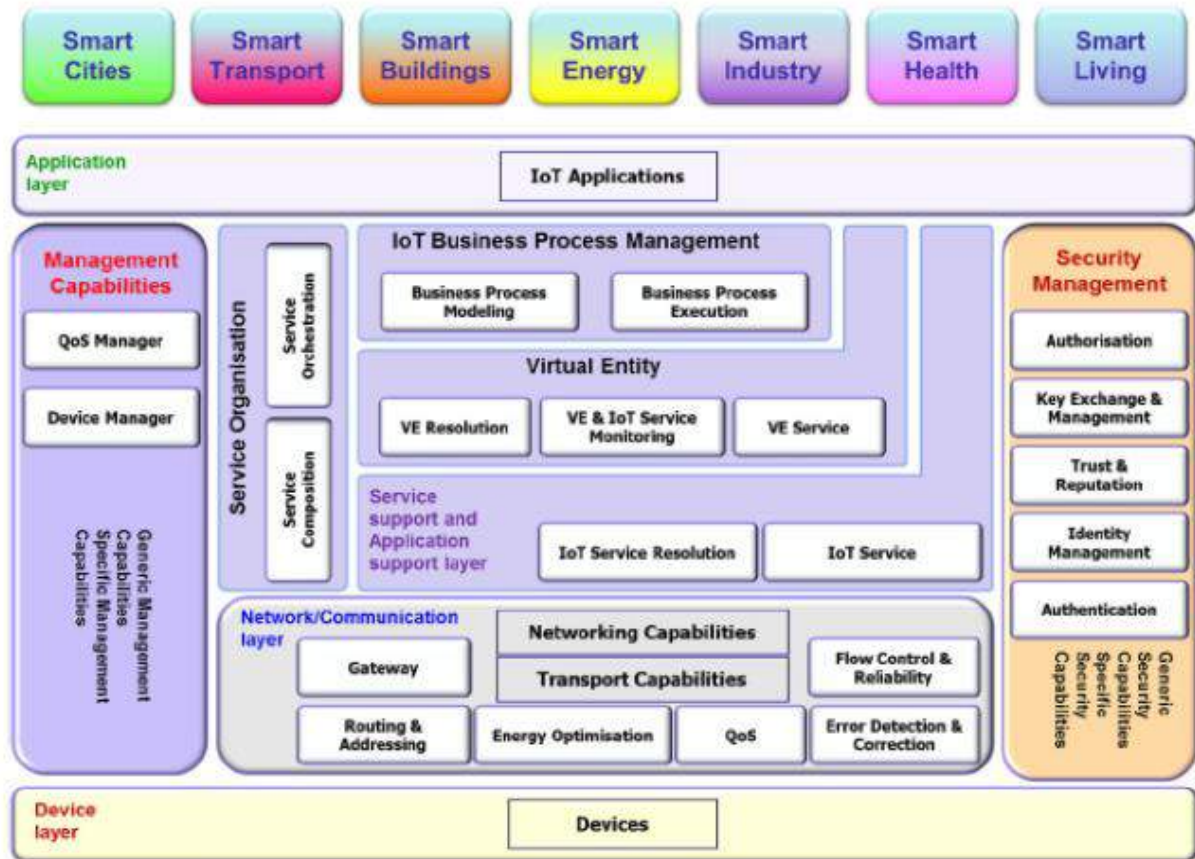 Smart
Cities
Smart
Transport
Smart
Buildings
Smart
Energy
Smart
Industry
Smart
Health
Smart
Living
Application
layer
IoT Applications
Management
Capabilities
QoS Manager
Device Manager
Generic Management
Capabilities
Specific Management
Capabilities
Service Organisation
Service
Orchestration
Service
Composition
IoT Business Process Management
Business Process
Modeling
Business Process
Execution
Virtual Entity
VE Resolution
VE & IoT Service
Monitoring
VE Service
Service
support and
Application
support layer
IoT Service Resolution
IoT Service
Network/Communication
layer
Networking Capabilities
Gateway
Transport Capabilities
Flow Control &
Reliability
Routing &
Addressing
Energy Optimisation
QoS
Error Detection &
Correction
Security
Management
Authorisation
Key Exchange &
Management
Trust &
Reputation
Identity
Management
Authentication
Generic
Security
Capabilities
Specific
Security
Capabilities
Device
layer
Devices